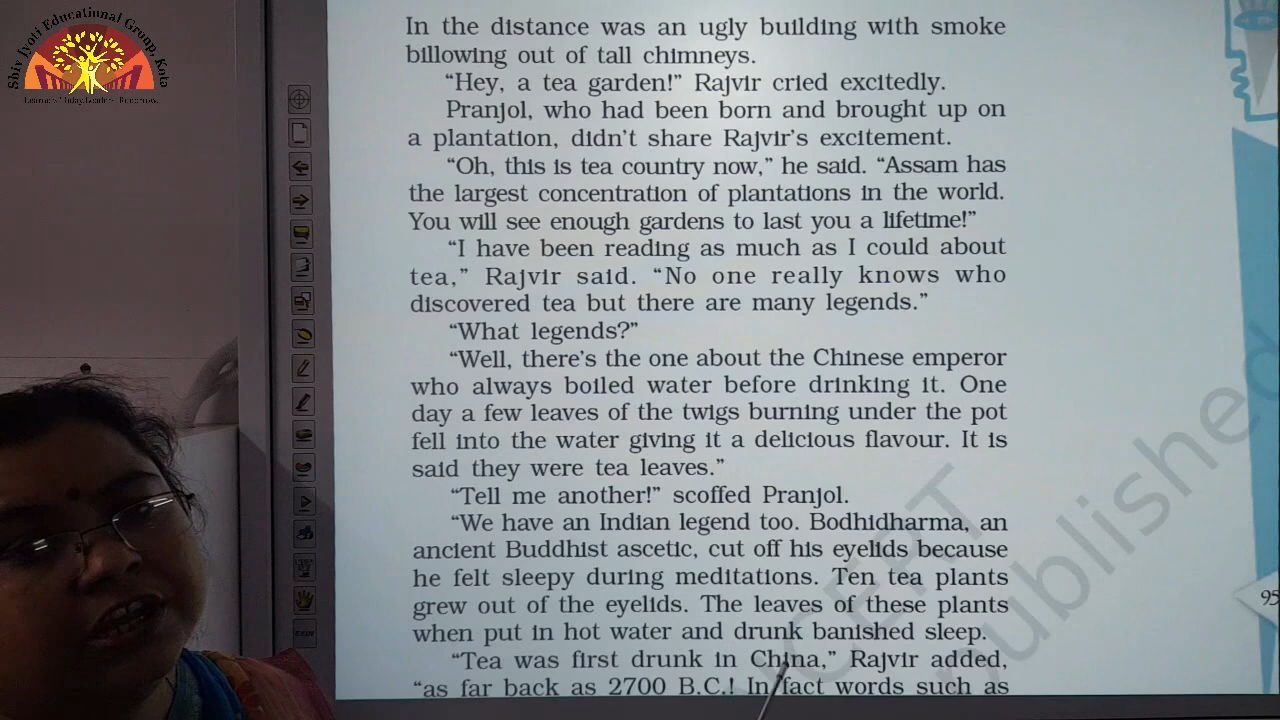 Shiv Jyoti Educational Group, Kota
In the distance was an ugly building with smoke
billowing out of tall chimneys.
“Hey, a tea garden!” Rajvir cried excitedly.
Pranjol, who had been born and brought up on
a plantation, didn’t share Rajvir’s excitement.
“Oh, this is tea country now,” he said. “Assam has
the largest concentration of plantations in the world.
You will see enough gardens to last you a lifetime!”
“I have been reading as much as I could about
tea,” Rajvir said. “No one really knows who
discovered tea but there are many legends.”
“What legends?”
“Well, there’s the one about the Chinese emperor
who always boiled water before drinking it. One
day a few leaves of the twigs burning under the pot
fell into the water giving it a delicious flavour. It is
said they were tea leaves.”
“Tell me another!” scoffed Pranjol.
“We have an Indian legend too. Bodhidharma, an
ancient Buddhist ascetic, cut off his eyelids because
he felt sleepy during meditations. Ten tea plants
grew out of the eyelids. The leaves of these plants
when put in hot water and drunk banished sleep.
“Tea was first drunk in China,” Rajvir added,
“as far back as 2700 B.C.! In fact words such as
95
NCERT
published